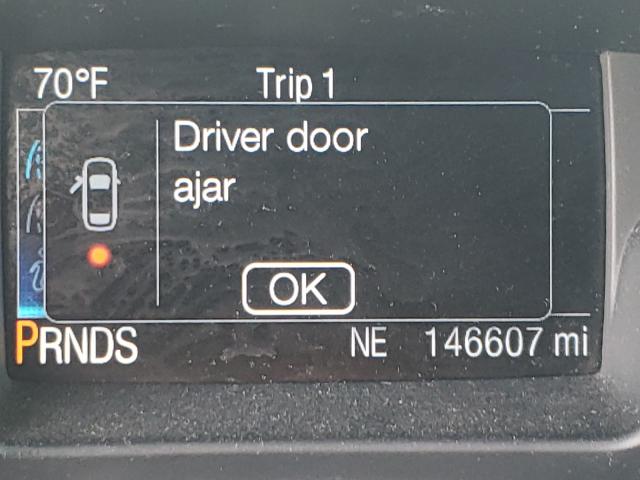 70°F Trip 1
Driver door
ajar
OK
PRNDS NE 146607 mi